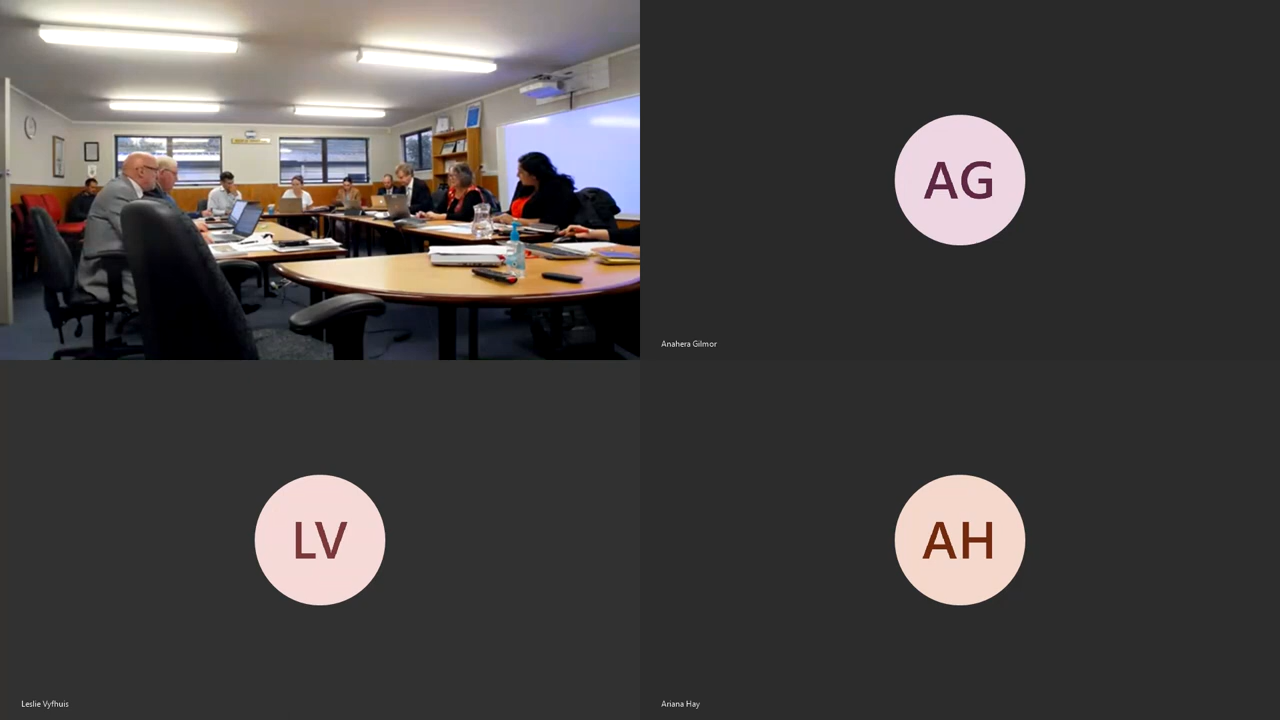 AG
Anahera Gilmor
LV
AH
Leslie Vyfhuis
Ariana Hay